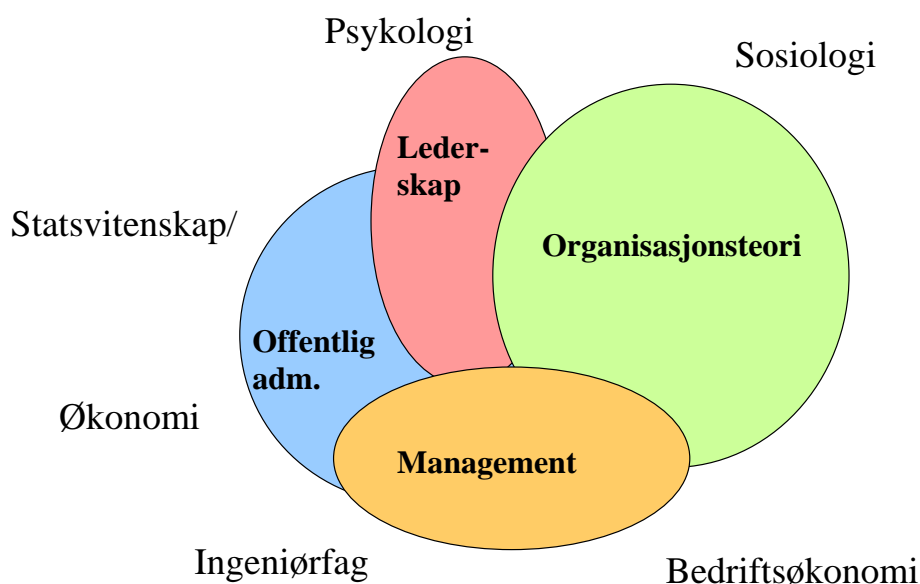 Psykologi
Sosiologi
Leder-
skap
Statsvitenskap/
Organisasjonsteori
Offentlig
adm.
Økonomi
Management
Ingeniørfag
Bedriftsøkonomi